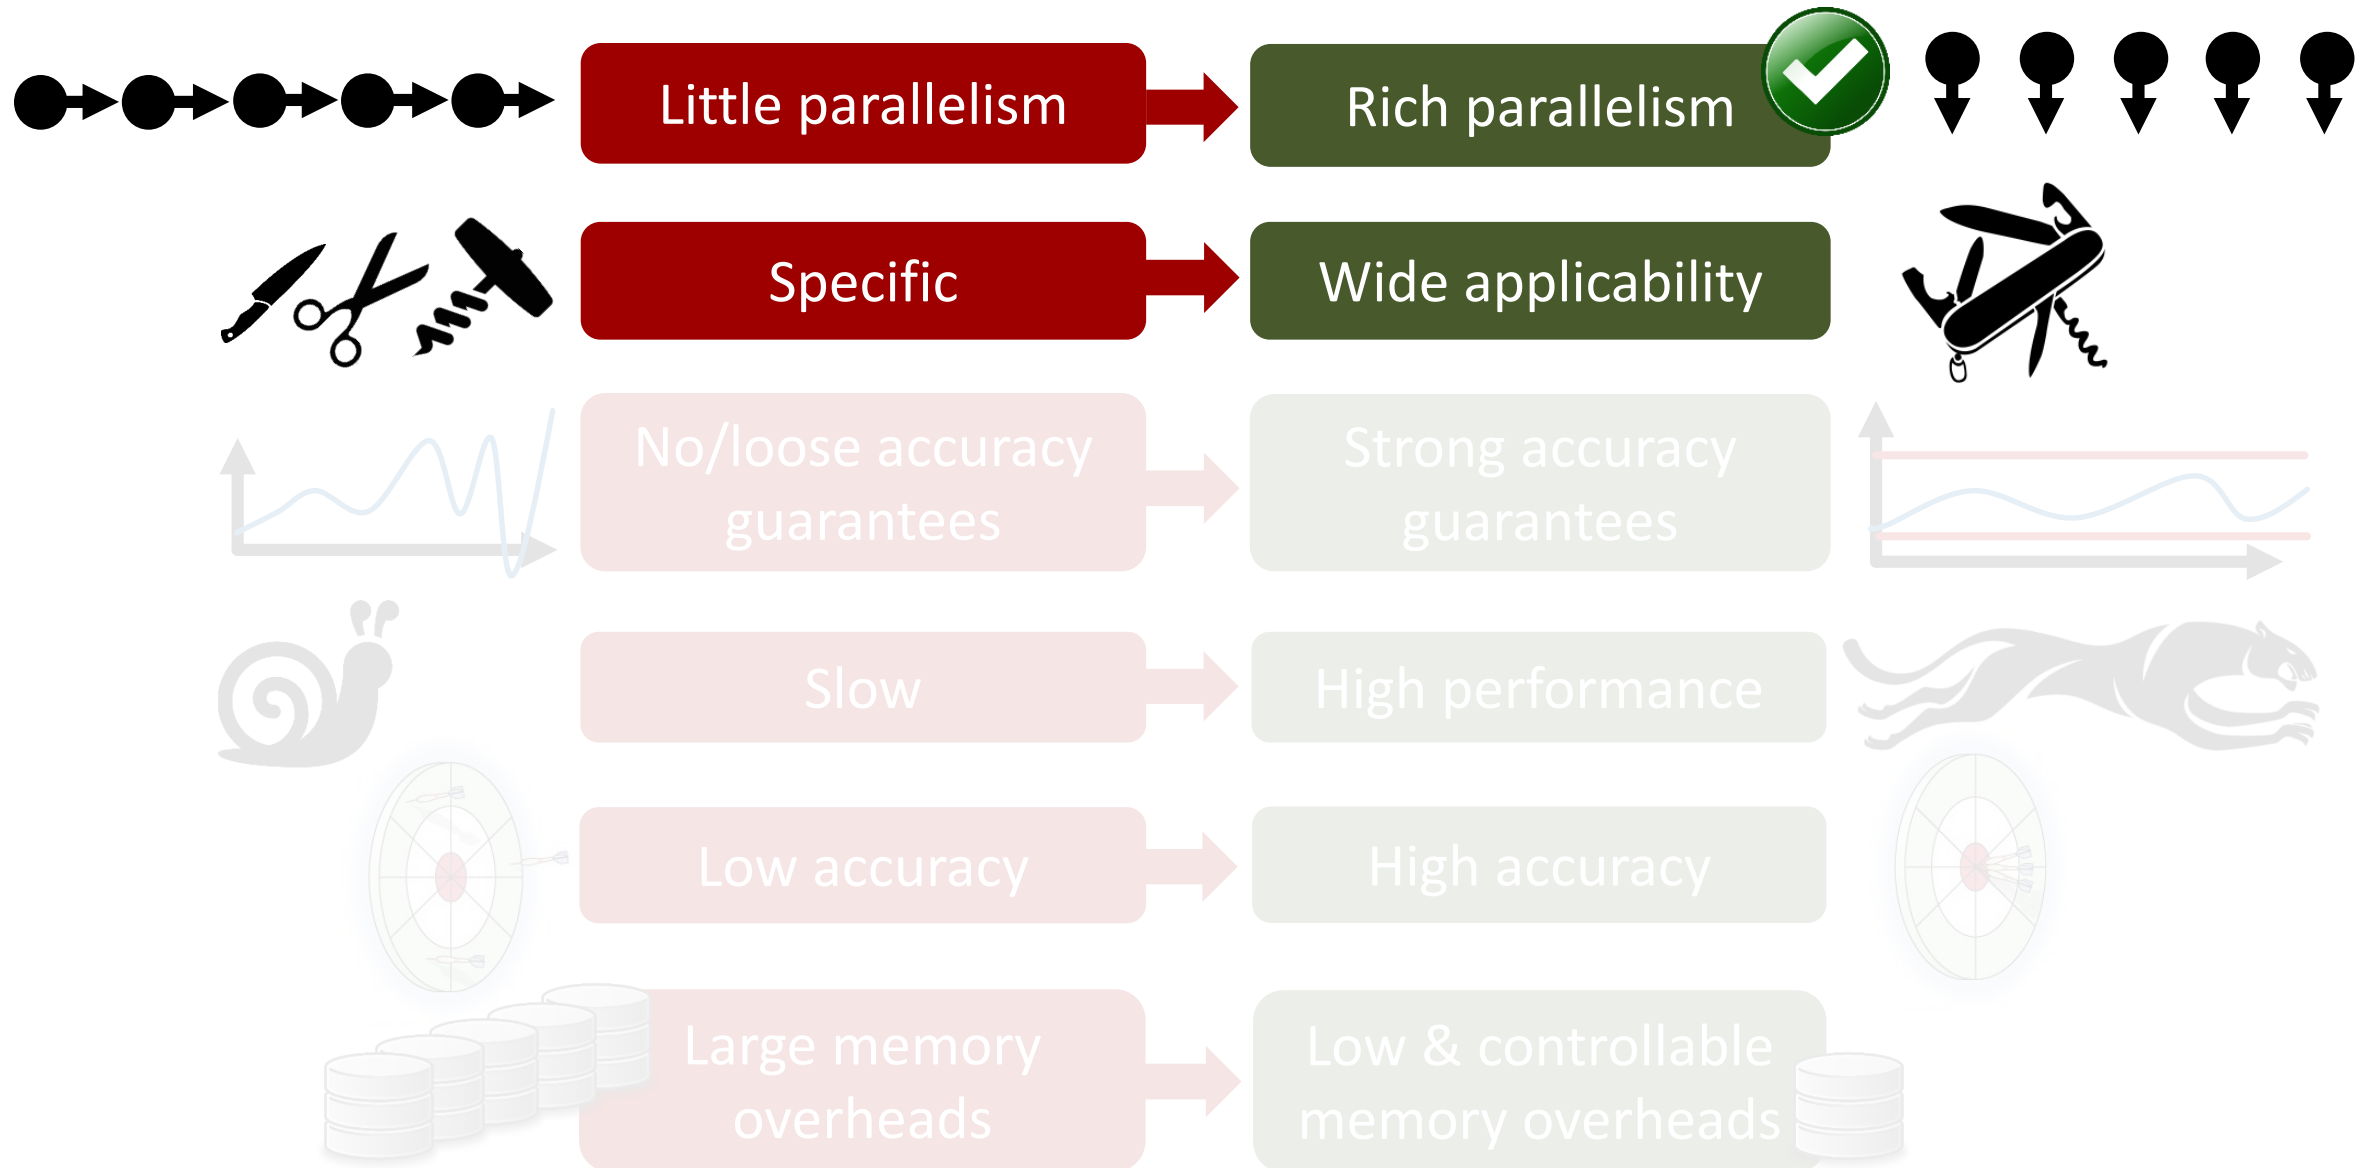 Little parallelism
Rich parallelism
Specific
Wide applicability
No/loose accuracy
guarantees
Strong accuracy
guarantees
Slow
High performance
Low accuracy
High accuracy
Large memory
overheads
Low & controllable
memory overheads